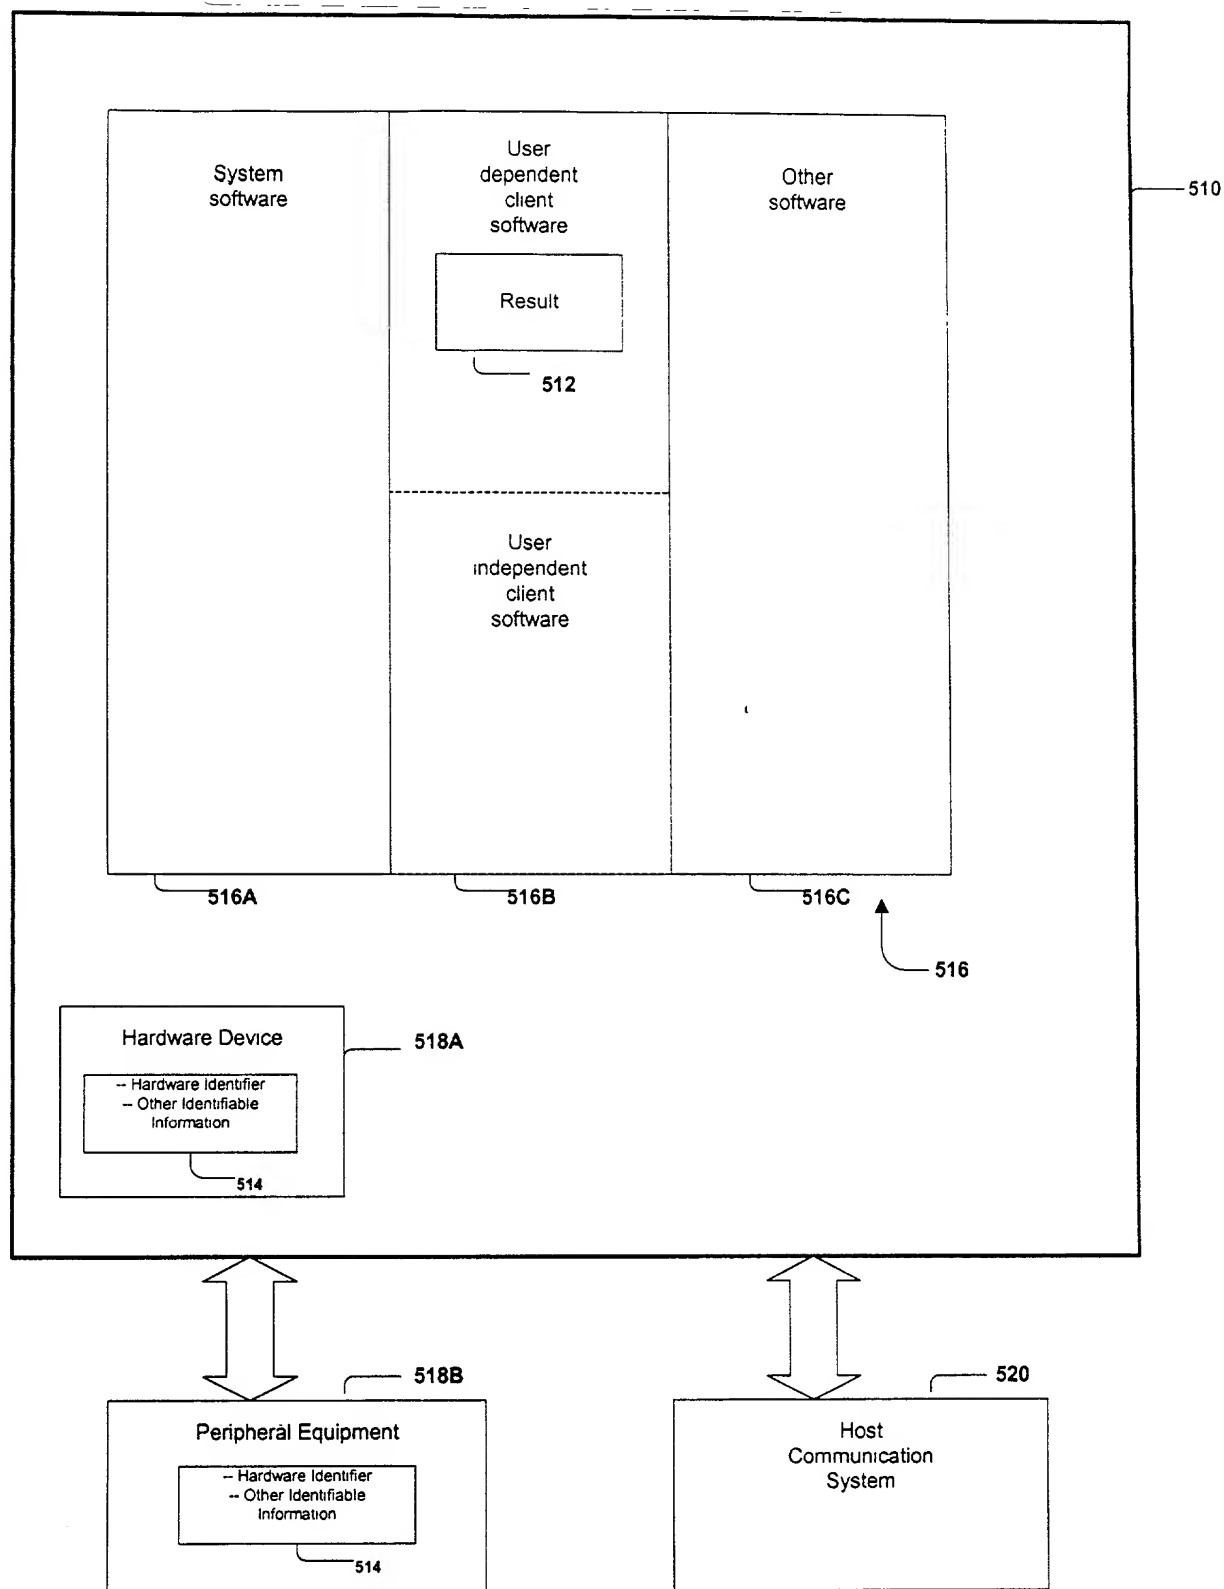 System
software
User
dependent
client
software
Other
software
510
Result
512
User
independent
client
software
516A
516B
516C
516
Hardware Device
518A
-- Hardware Identifier
-- Other Identifiable
Information
514
518B
520
Peripheral Equipment
-- Hardware Identifier
-- Other Identifiable
Information
514
Host
Communication
System